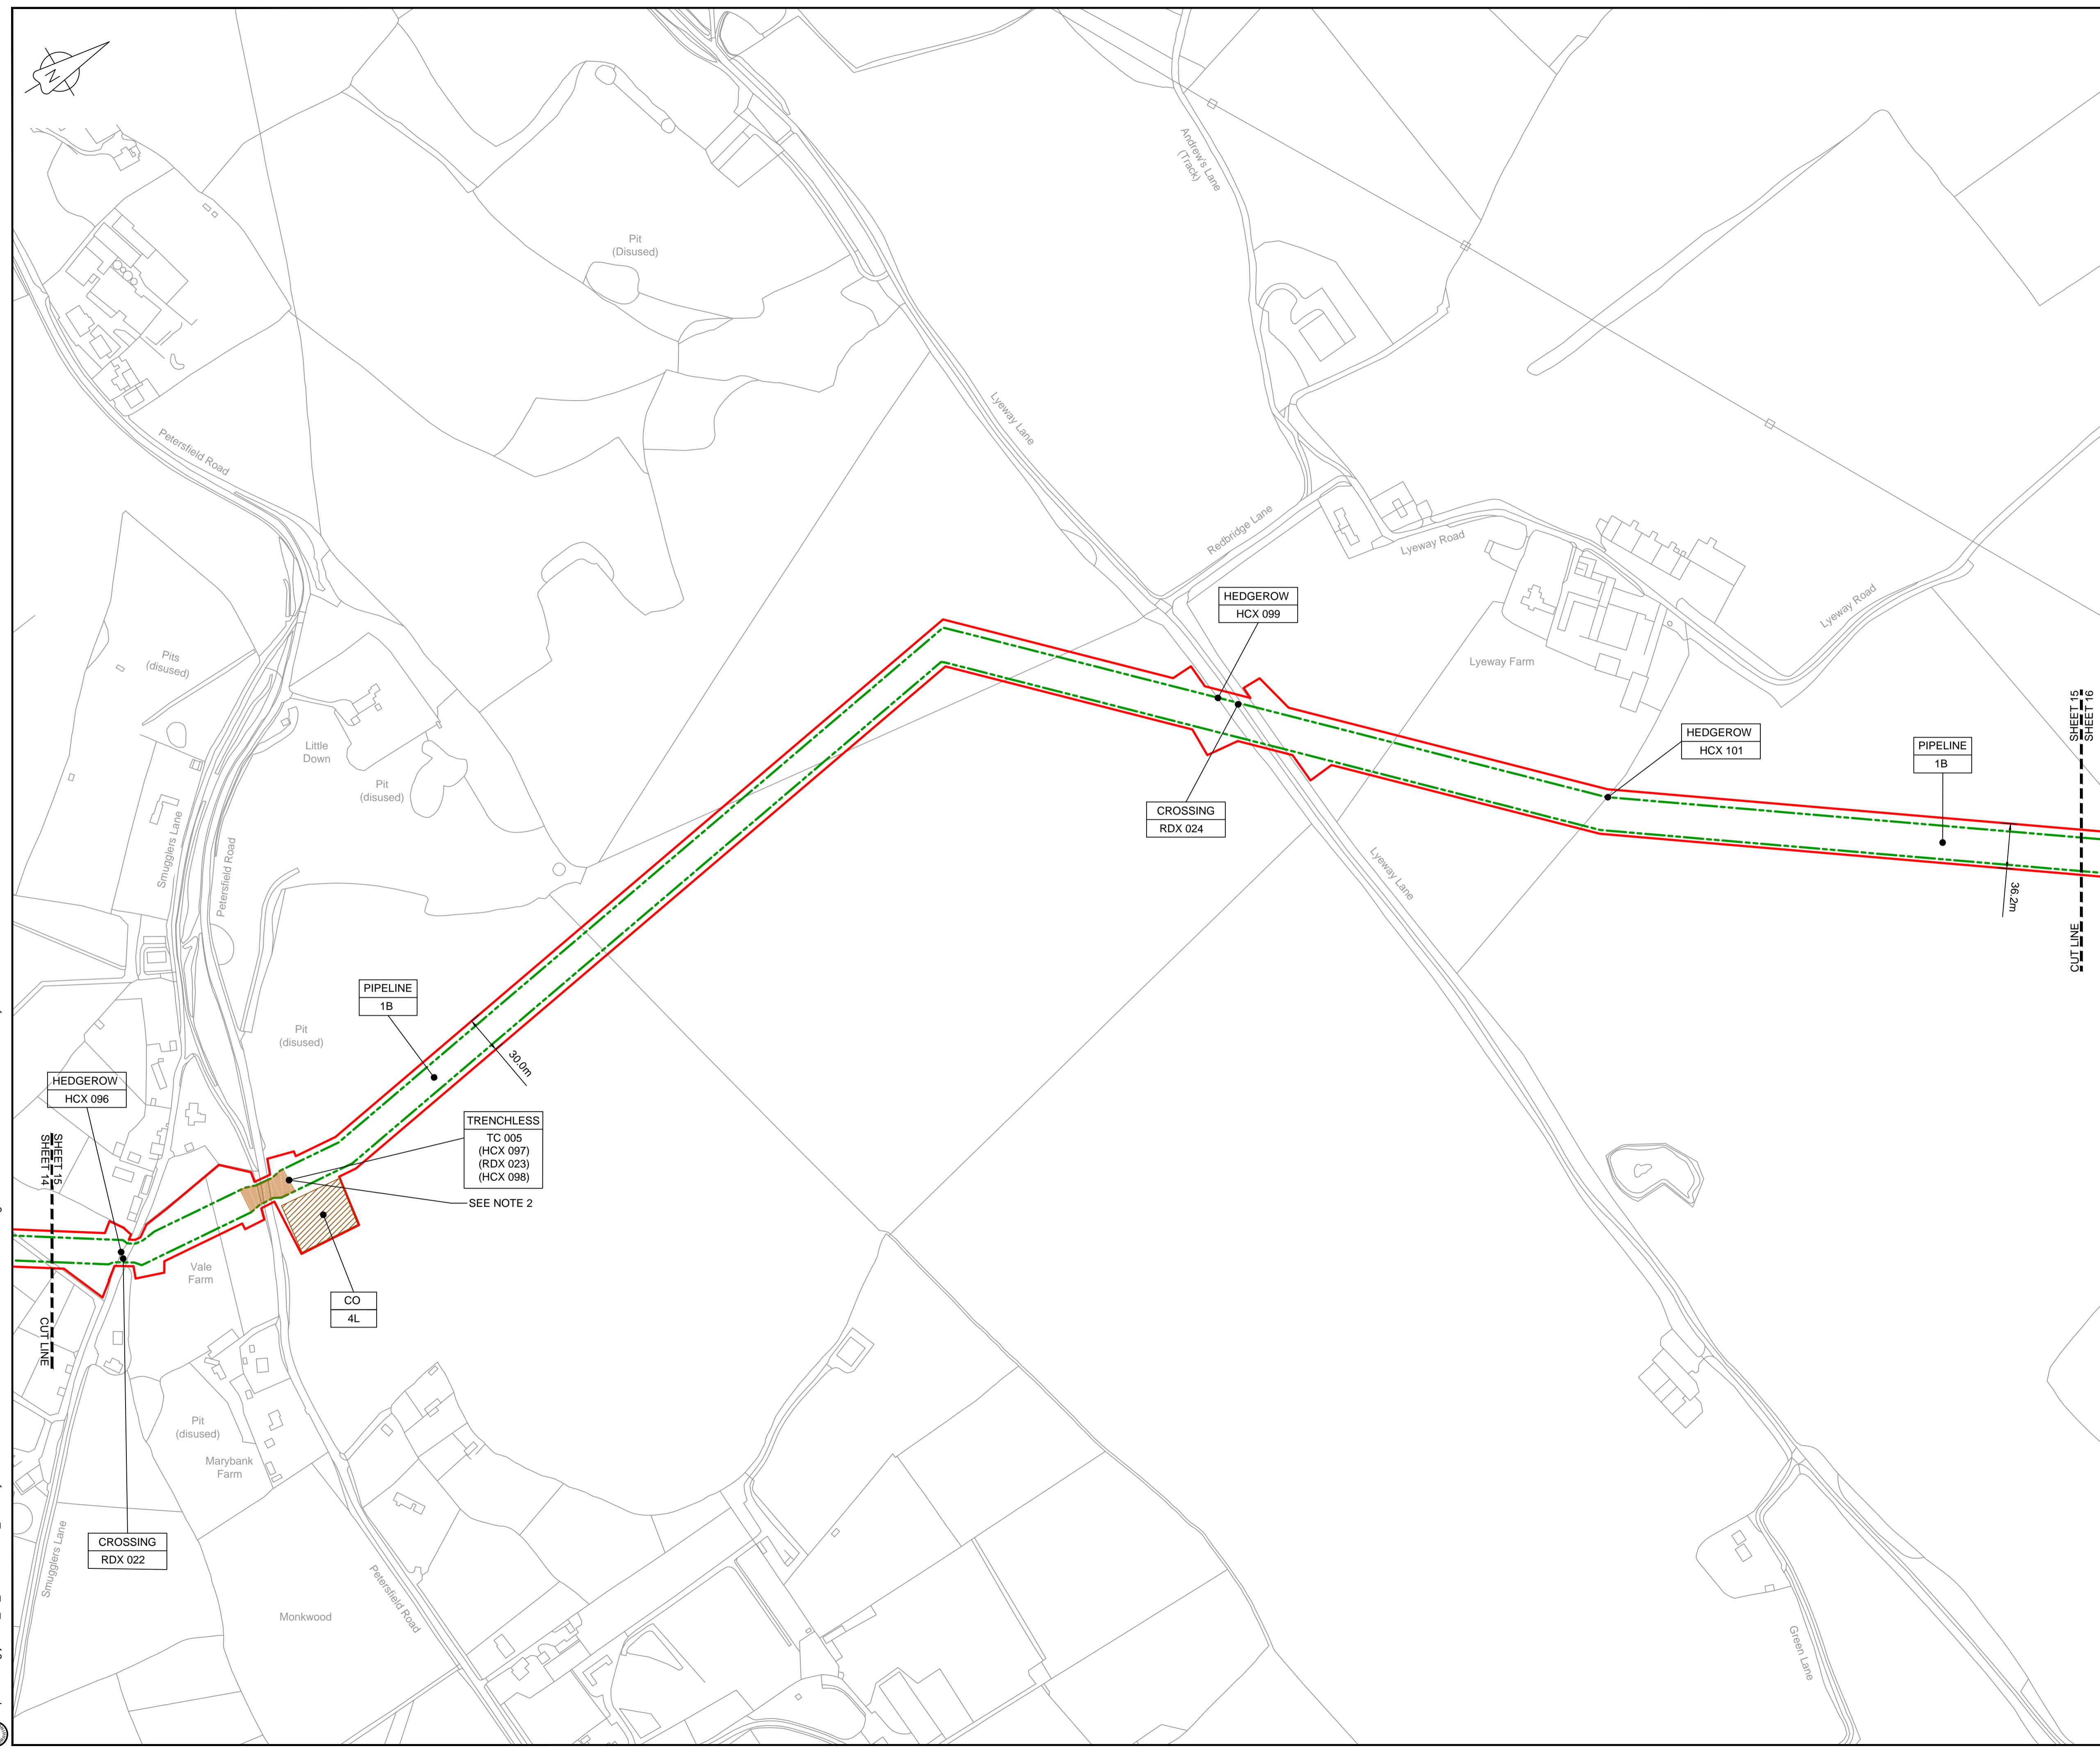 N
Andrew's Lane
(Track)
Pit
(Disused)
Petersfield Road
Lyeway Lane
Redbridge Lane
Lyeway Road
Lyeway Road
HEDGEROW
HCX 099
Lyeway Farm
Pits
(disused)
Little
Down
Pit
(disused)
Smugglers Lane
Petersfield Road
HEDGEROW
HCX 101
PIPELINE
1B
SHEET 15
SHEET 16
CUT LINE
36.2m
CROSSING
RDX 024
Lyeway Lane
PIPELINE
1B
Pit
(disused)
30.0m
HEDGEROW
HCX 096
TRENCHLESS
TC 005
(HCX 097)
(RDX 023)
(HCX 098)
SEE NOTE 2
SHEET 15
SHEET 14
CUT LINE
Vale
Farm
CO
4L
Pit
(disused)
Marybank
Farm
CROSSING
RDX 022
Smugglers Lane
Petersfield Road
Monkwood
Green Lane